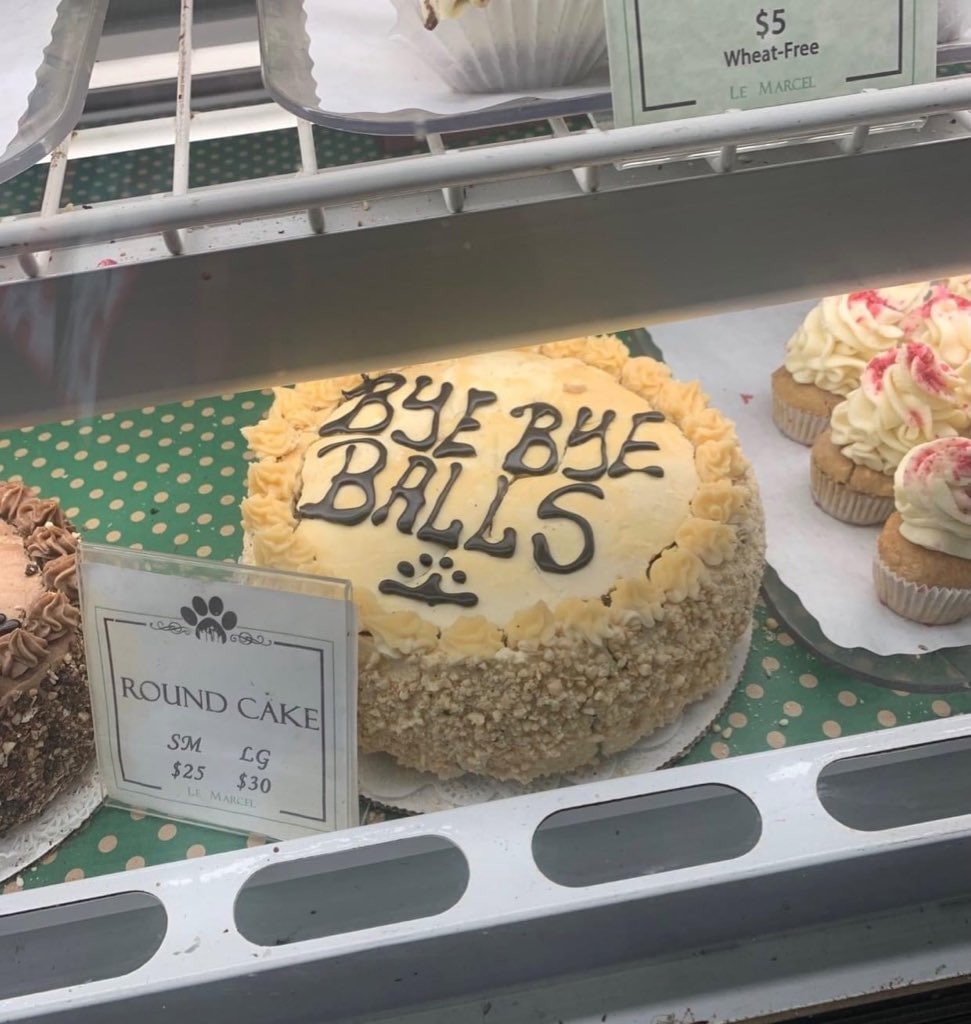 $5
Wheat-Free
LE MARCEL
BYE BYE
BALLS
ROUND CAKE
SM LG
$25 $30
LE MARCEL